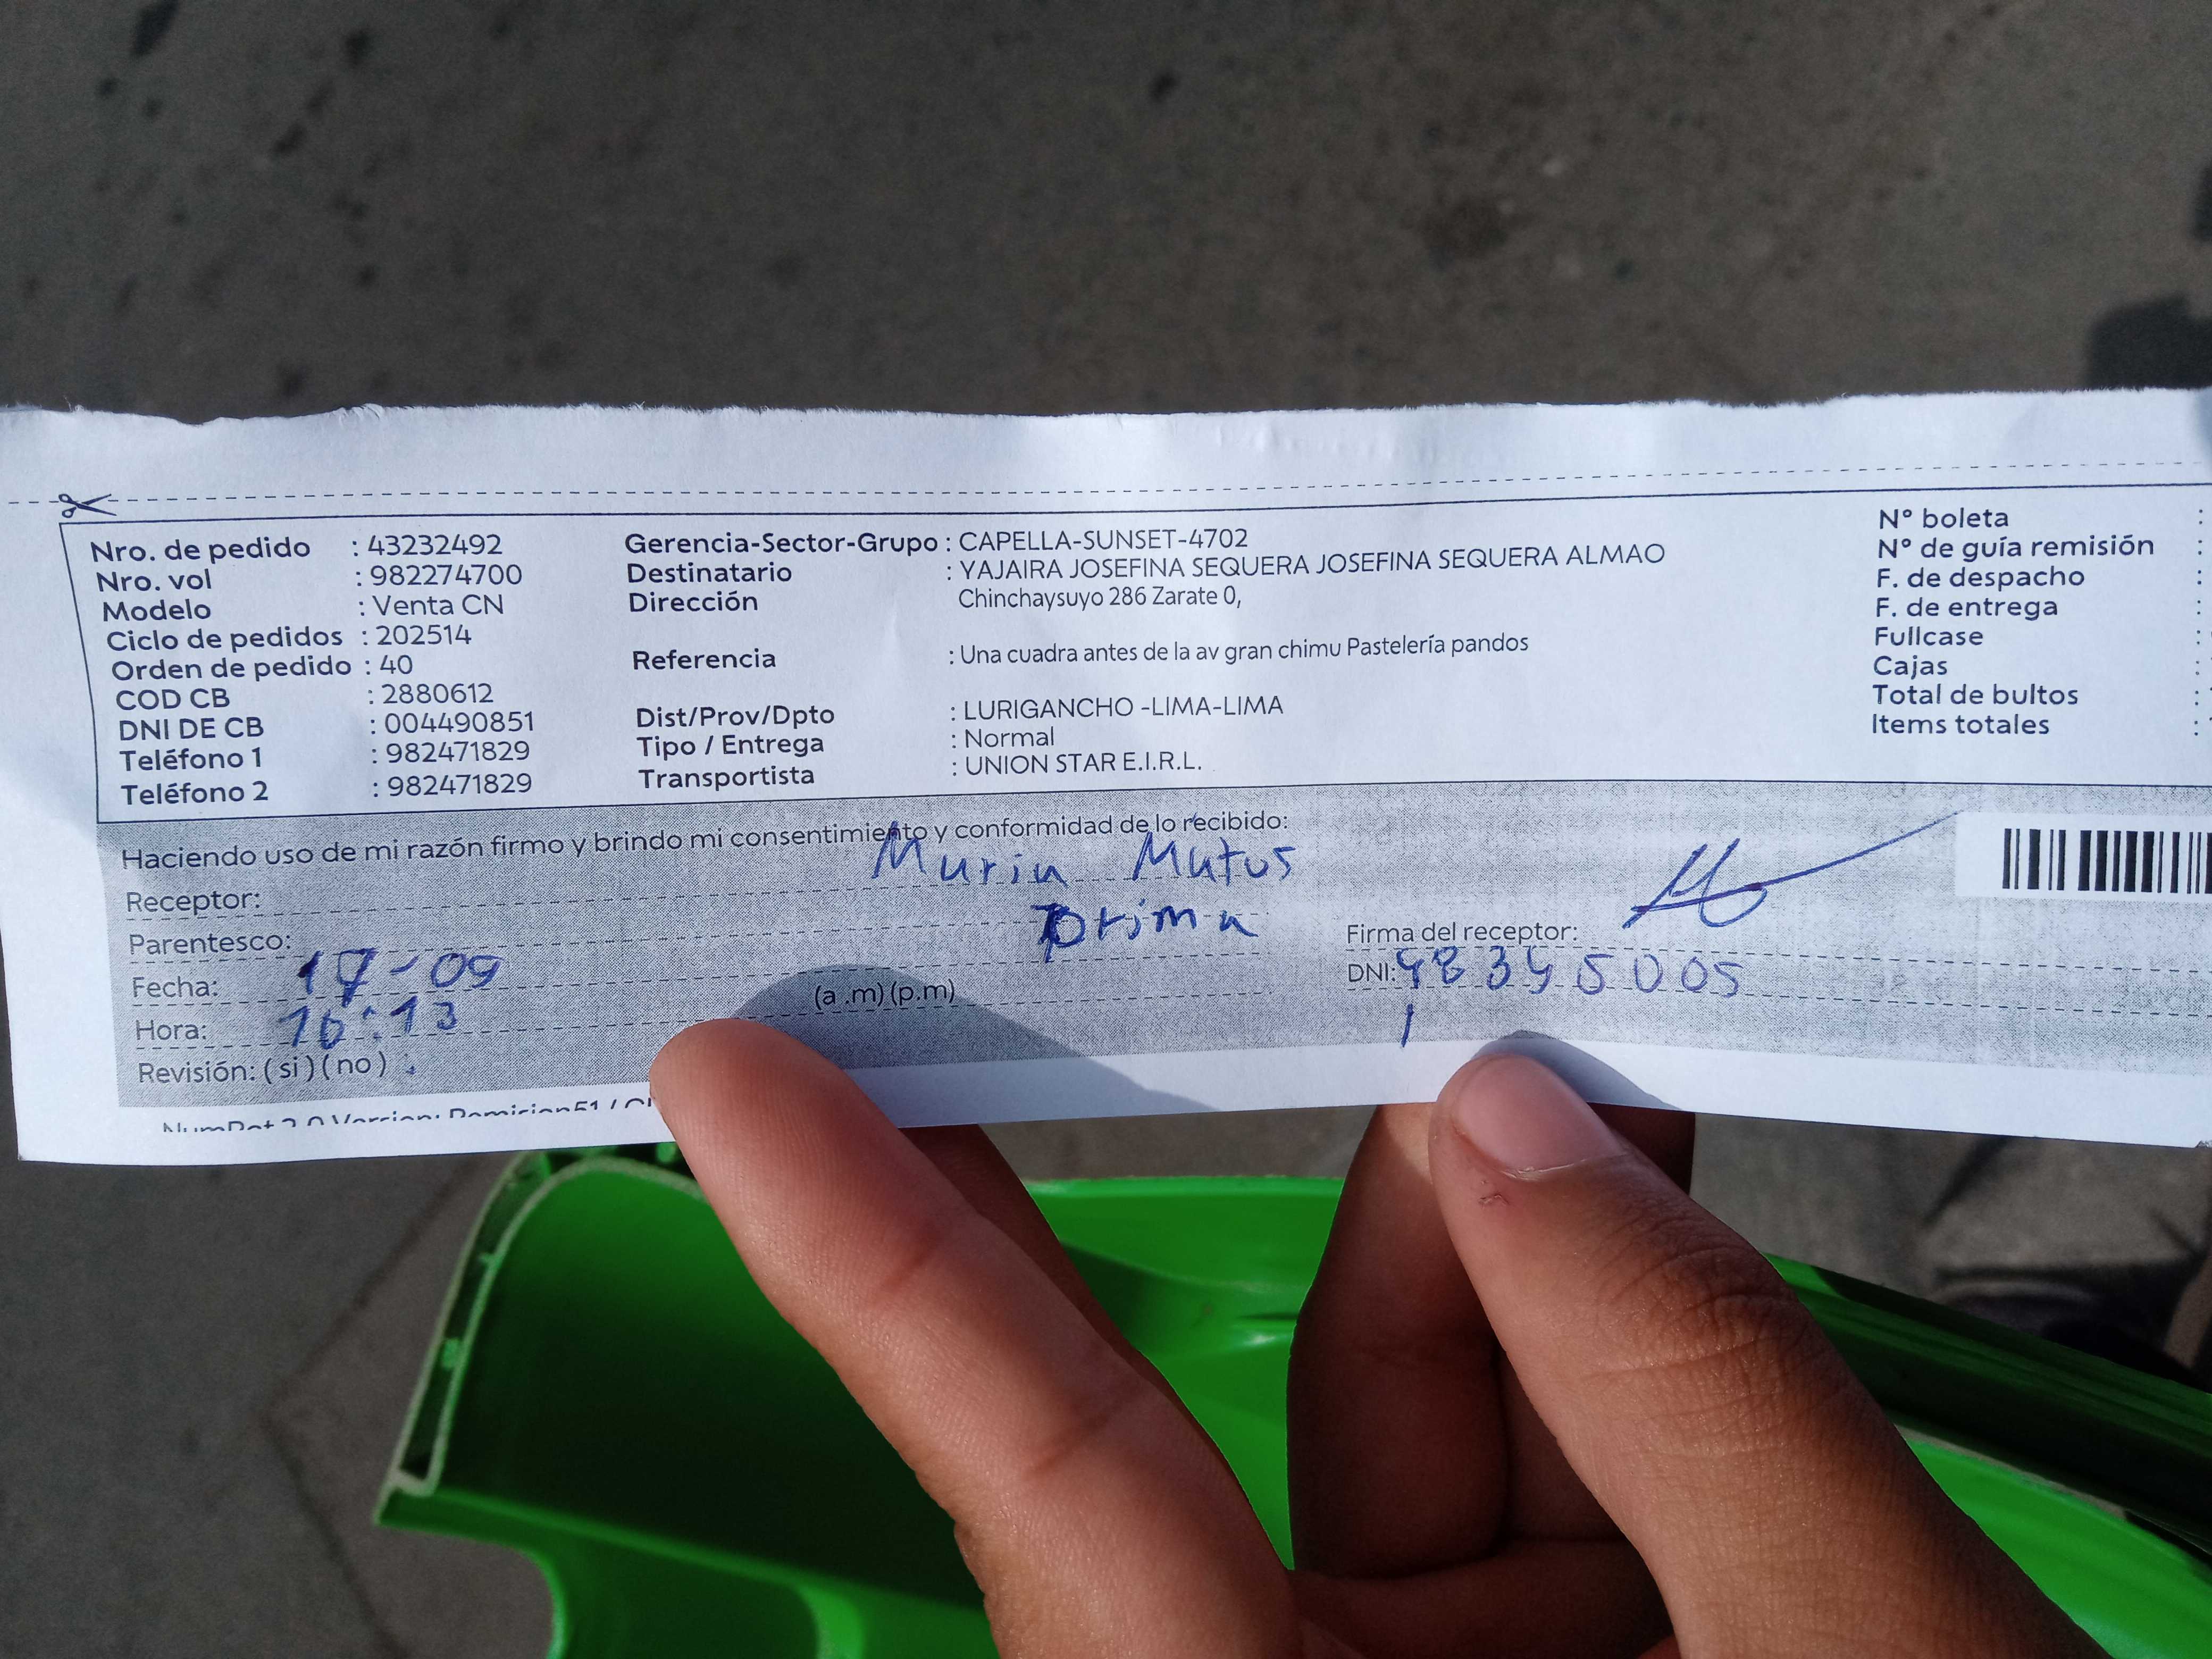 Nro. de pedido : 43232492
Nro. vol : 982274700
Modelo : Venta CN
Ciclo de pedidos : 202514
Orden de pedido : 40
COD CB : 2880612
DNI DE CB : 004490851
Teléfono 1 : 982471829
Teléfono 2 : 982471829
Gerencia-Sector-Grupo : CAPELLA-SUNSET-4702
Destinatario : YAJAIRA JOSEFINA SEQUERA JOSEFINA SEQUERA ALMAO
Dirección Chinchaysuyo 286 Zarate 0,
Referencia : Una cuadra antes de la av gran chimu Pastelería pandos
Dist/Prov/Dpto : LURIGANCHO -LIMA-LIMA
Tipo / Entrega : Normal
Transportista : UNION STAR E.I.R.L.
N° boleta :
N° de guía remisión :
F. de despacho :
F. de entrega :
Fullcase :
Cajas :
Total de bultos :
Items totales :
Haciendo uso de mi razón firmo y brindo mi consentimiento y conformidad de lo recibido:
Receptor: Maria Matos
Parentesco: Prima
Fecha: 17-09
Hora: 10:13 (a .m) (p.m)
Revisión: ( si ) ( no )
Firma del receptor:
DNI: